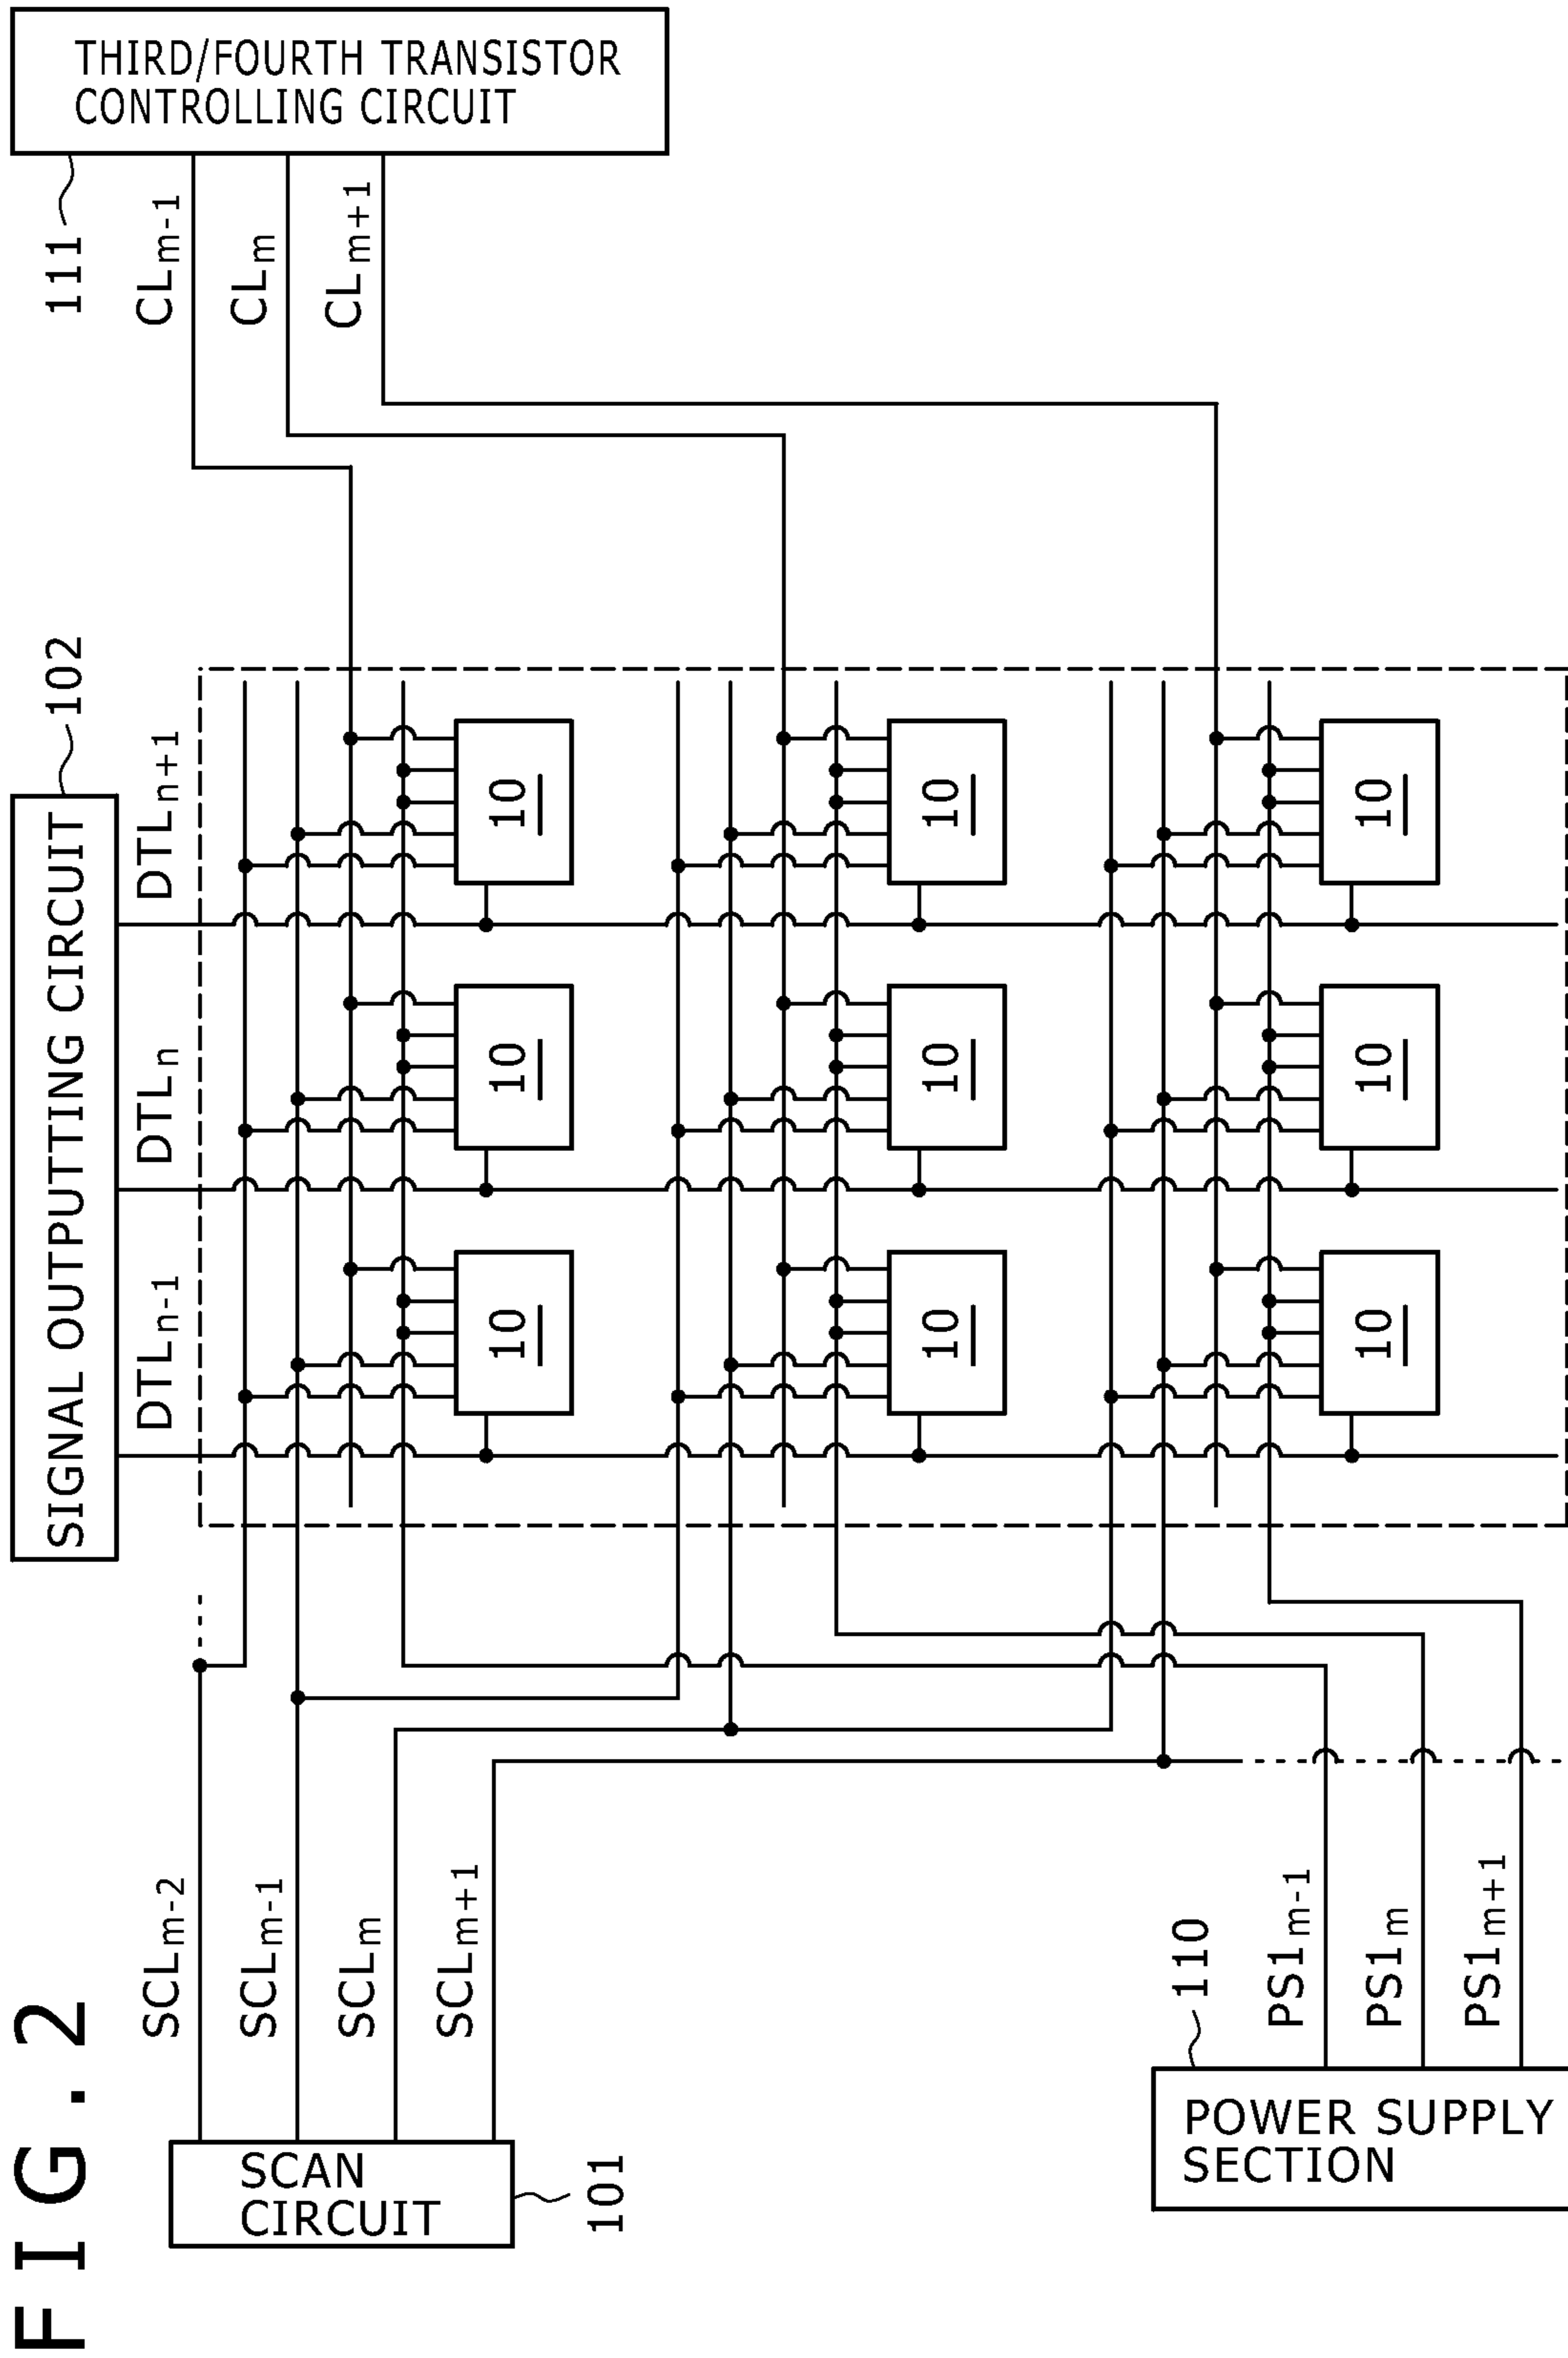 FIG. 2
THIRD/FOURTH TRANSISTOR
CONTROLLING CIRCUIT
111
CLm-1
CLm
CLm+1
102
SIGNAL OUTPUTTING CIRCUIT
DTLn+1
DTLn
DTLn-1
10
10
10
10
10
10
10
10
10
SCLm-2
SCLm-1
SCLm
SCLm+1
SCAN
CIRCUIT
101
110
PS1m-1
PS1m
PS1m+1
POWER SUPPLY
SECTION